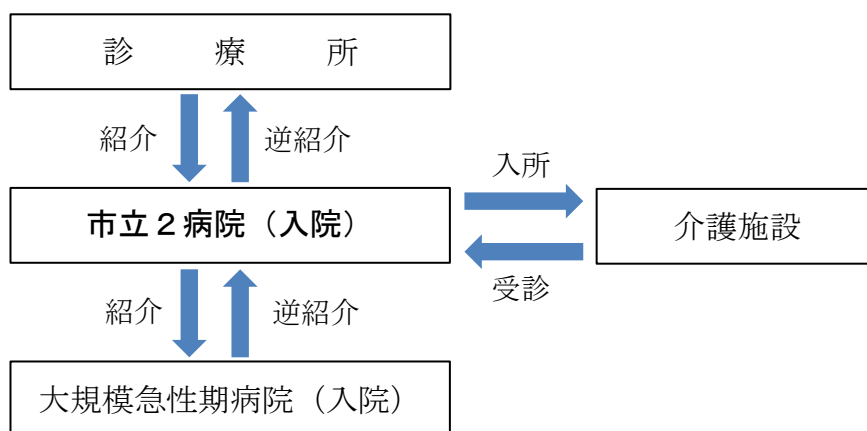 診療所
紹介
逆紹介
入所
市立２病院（入院）
介護施設
受診
紹介
逆紹介
大規模急性期病院（入院）